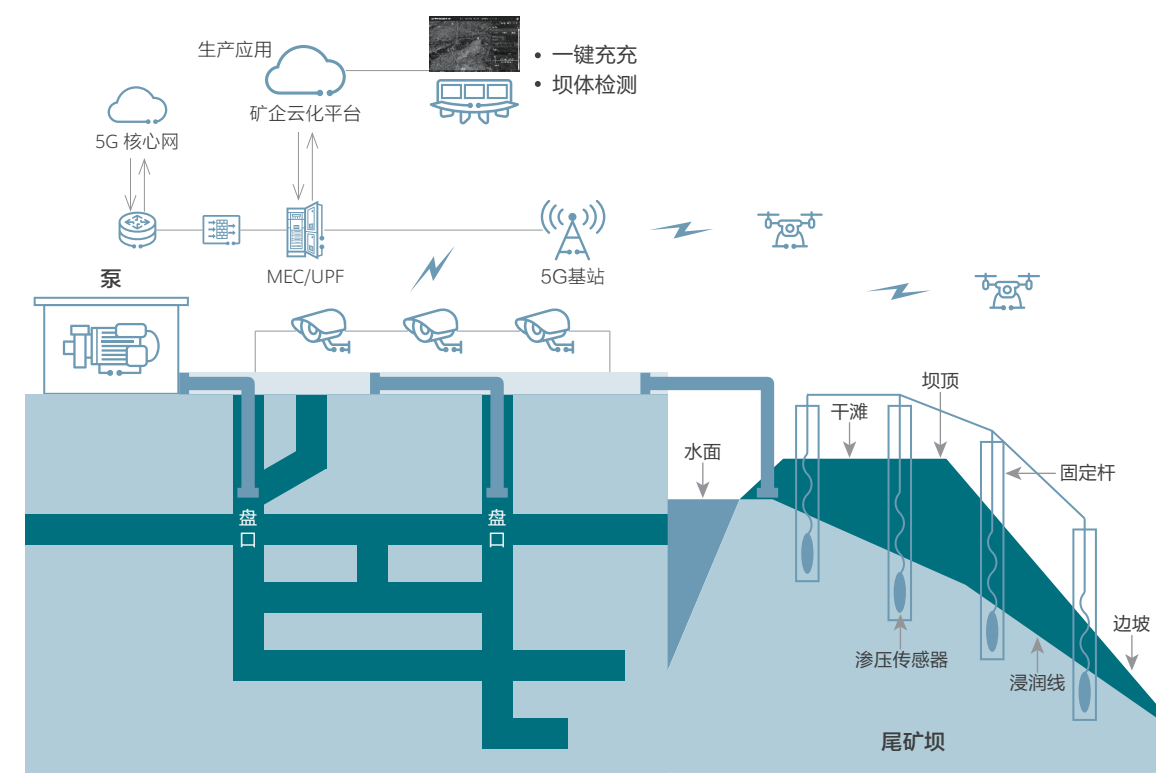 生产应用
• 一键充充
• 坝体检测
矿企云化平台
5G 核心网
泵
MEC/UPF
5G基站
坝顶
干滩
水面
固定杆
盘口
盘口
边坡
渗压传感器
浸润线
尾矿坝